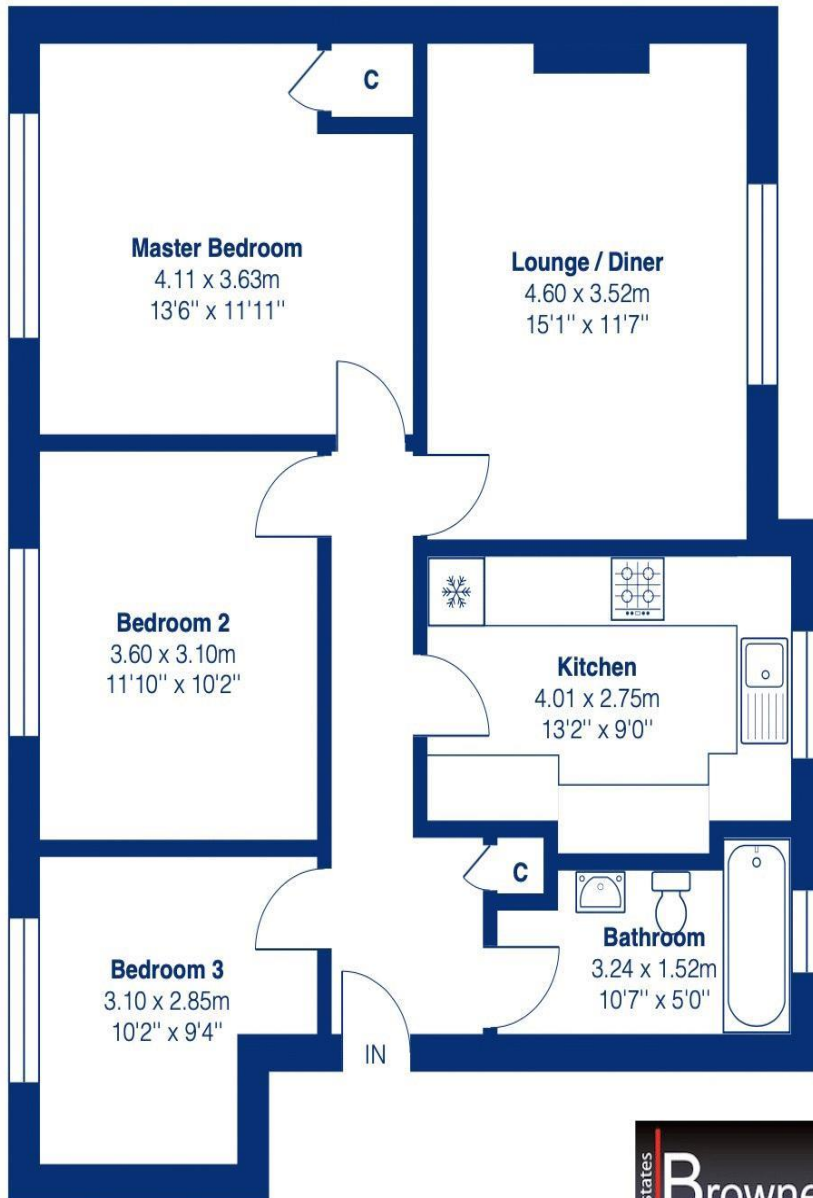 C
Master Bedroom
4.11 x 3.63m
13'6'' x 11'11''
Lounge / Diner
4.60 x 3.52m
15'1'' x 11'7''
Bedroom 2
3.60 x 3.10m
11'10'' x 10'2''
Kitchen
4.01 x 2.75m
13'2'' x 9'0''
C
Bedroom 3
3.10 x 2.85m
10'2'' x 9'4''
Bathroom
3.24 x 1.52m
10'7'' x 5'0''
IN